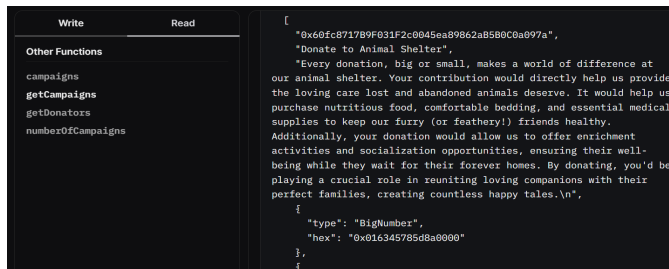 Write
Read
Other Functions
campaigns
getCampaigns
getDonators
numberOfCampaigns
[
"0x60fc8717B9F031F2c0045ea89862aB5B0C0a097a",
"Donate to Animal Shelter",
"Every donation, big or small, makes a world of difference at
our animal shelter. Your contribution would directly help us provide
the loving care lost and abandoned animals deserve. It would help us
purchase nutritious food, comfortable bedding, and essential medical
supplies to keep our furry (or feathery!) friends healthy.
Additionally, your donation would allow us to offer enrichment
activities and socialization opportunities, ensuring their well-
being while they wait for their forever homes. By donating, you'd be
playing a crucial role in reuniting loving companions with their
perfect families, creating countless happy tales.\n",
{
"type": "BigNumber",
"hex": "0x016345785d8a0000"
},
{